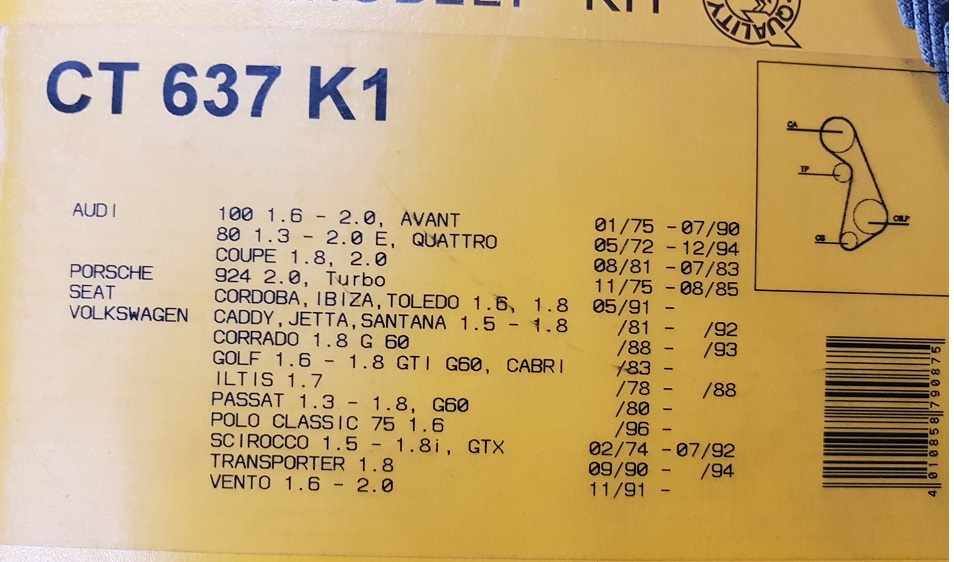 KIT
QUALITY
CT 637 K1
CA
TP
CS
AUDI 100 1.6 - 2.0, AVANT 01/75 - 07/90
80 1.3 - 2.0 E, QUATTRO 05/72 - 12/94
COUPE 1.8, 2.0 08/81 - 07/83
PORSCHE 924 2.0, Turbo 11/75 - 08/85
SEAT CORDOBA,IBIZA,TOLEDO 1.6, 1.8 05/91 -
VOLKSWAGEN CADDY,JETTA,SANTANA 1.5 - 1.8 /81 - /92
CORRADO 1.8 G 60 /88 - /93
GOLF 1.6 - 1.8 GTI G60, CABRI /83 -
ILTIS 1.7 /78 - /88
PASSAT 1.3 - 1.8, G60 /80 -
POLO CLASSIC 75 1.6 /96 -
SCIROCCO 1.5 - 1.8i, GTX 02/74 - 07/92
TRANSPORTER 1.8 09/90 - /94
VENTO 1.6 - 2.0 11/91 -
4 010858 790875